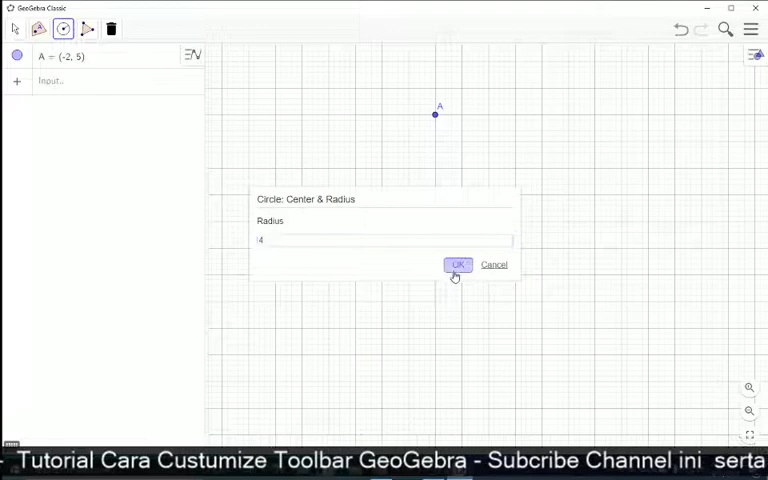 GeoGebra Classic
A = (-2, 5)
Input...
A
Circle: Center & Radius
Radius
4
OK
Cancel
- Tutorial Cara Custumize Toolbar GeoGebra - Subcribe Channel ini serta